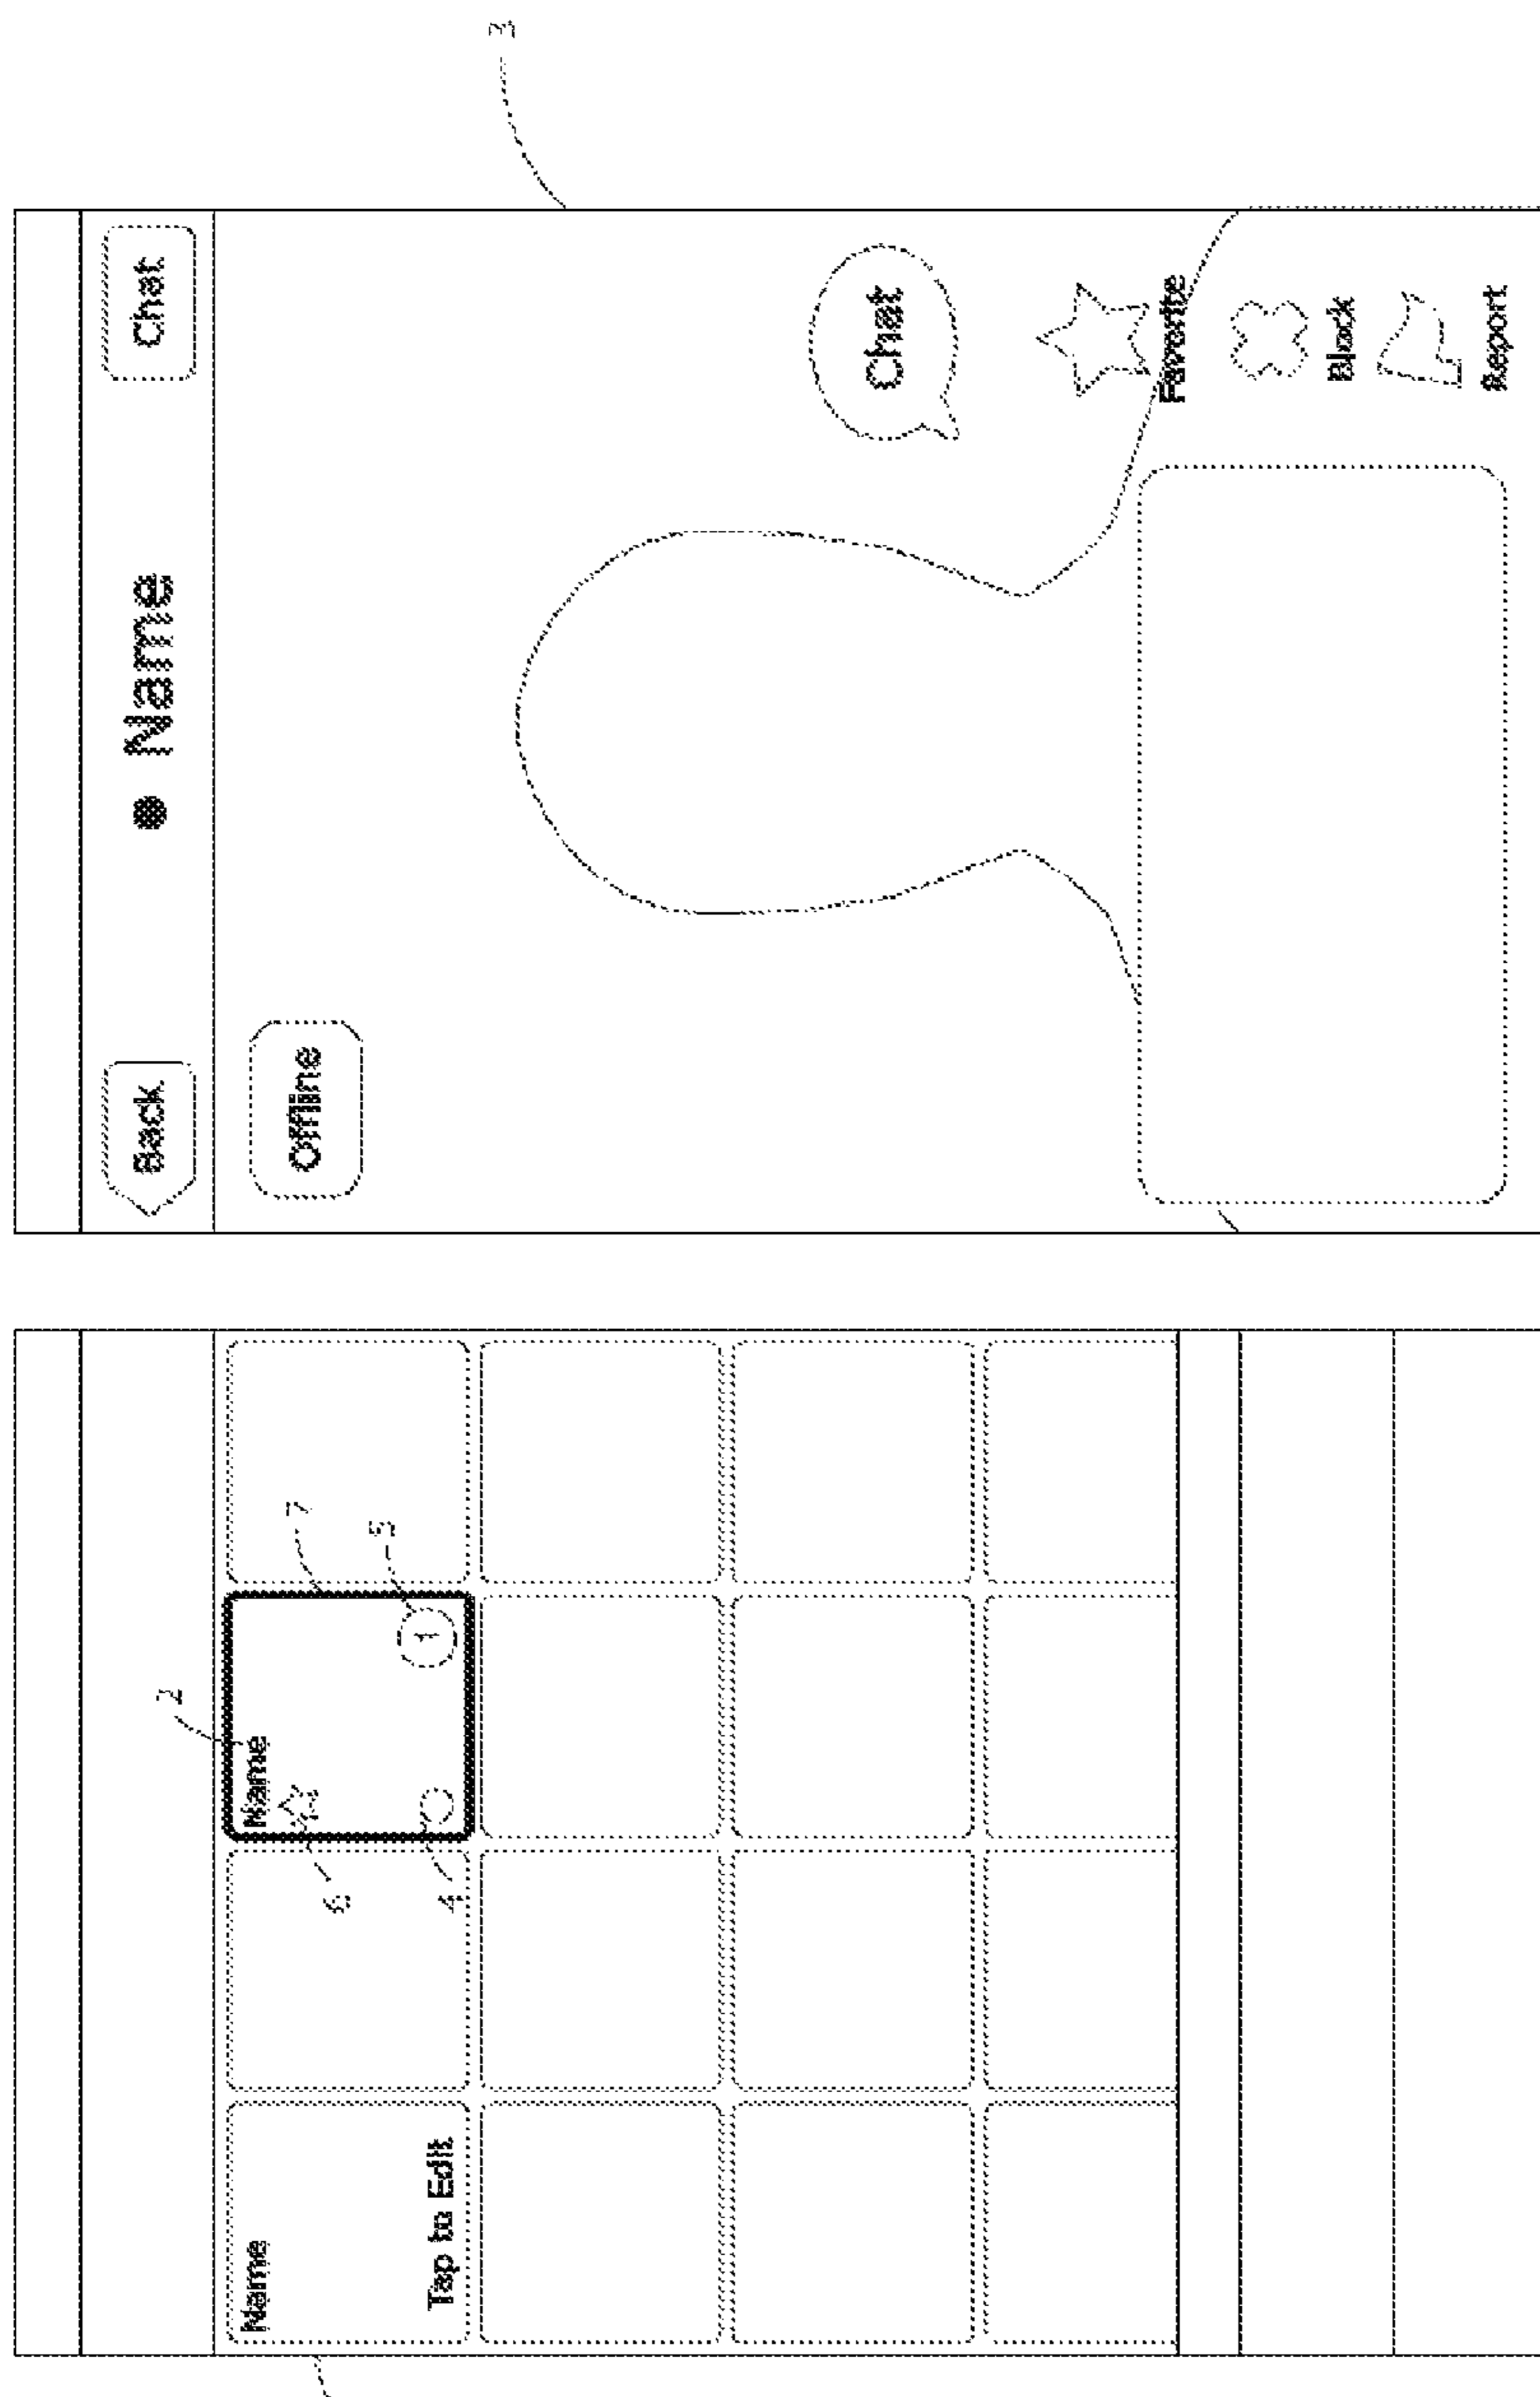 Name
Tap to Edit
2
Name
6
4
1
5
7
Back
Name
Chat
Offline
Chat
Favorite
Block
Report
3